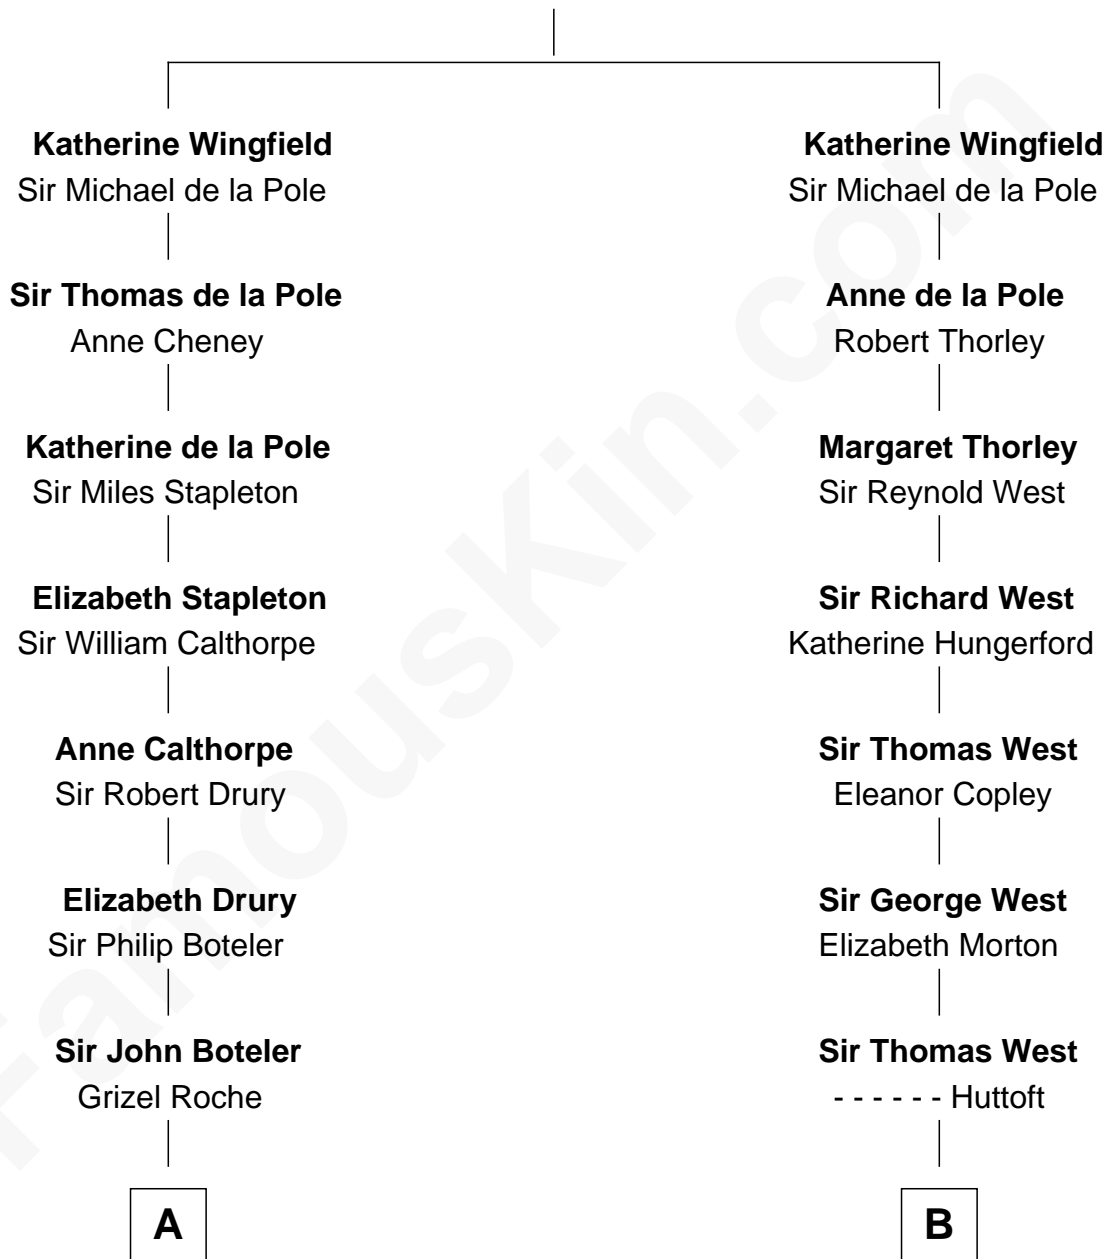 Katherine Wingfield
Sir Michael de la Pole
Sir Thomas de la Pole
Anne Cheney
Katherine de la Pole
Sir Miles Stapleton
Elizabeth Stapleton
Sir William Calthorpe
Anne Calthorpe
Sir Robert Drury
Elizabeth Drury
Sir Philip Boteler
Sir John Boteler
Grizel Roche
A
Katherine Wingfield
Sir Michael de la Pole
Anne de la Pole
Robert Thorley
Margaret Thorley
Sir Reynold West
Sir Richard West
Katherine Hungerford
Sir Thomas West
Eleanor Copley
Sir George West
Elizabeth Morton
Sir Thomas West
- - - - - - Huttoft
B
FamousKin.com